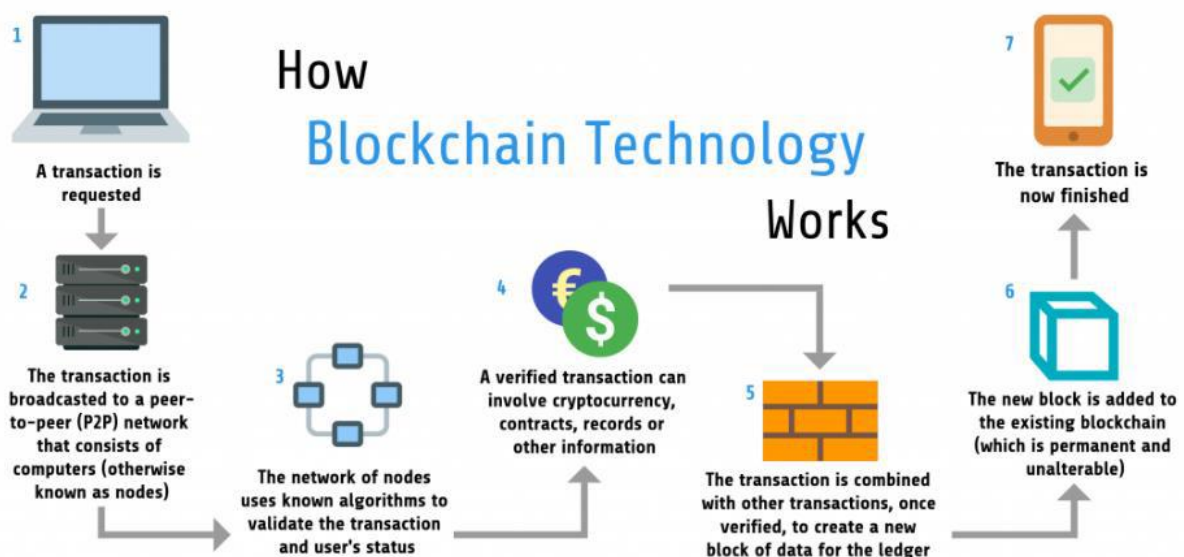 How
Blockchain Technology
Works
1
A transaction is
requested
2
The transaction is
broadcasted to a peer-
to-peer (P2P) network
that consists of
computers (otherwise
known as nodes)
3
The network of nodes
uses known algorithms to
validate the transaction
and user's status
4
€
$
A verified transaction can
involve cryptocurrency,
contracts, records or
other information
5
The transaction is combined
with other transactions, once
verified, to create a new
block of data for the ledger
6
The new block is added to
the existing blockchain
(which is permanent and
unalterable)
7
The transaction is
now finished